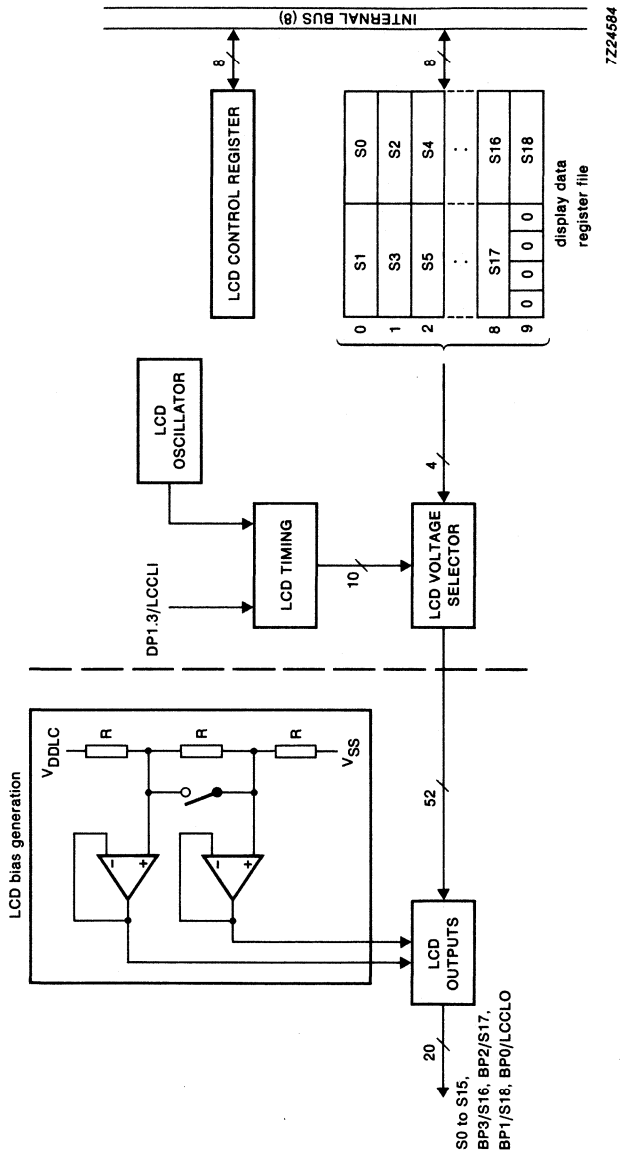 LCD bias generation
V_DDLC
R
R
R
V_SS
-
+
-
+
LCD
OUTPUTS
20
S0 to S15,
BP3/S16, BP2/S17,
BP1/S18, BP0/LCCLO
52
DP1.3/LCCLI
LCD
OSCILLATOR
LCD TIMING
10
LCD VOLTAGE
SELECTOR
4
LCD CONTROL REGISTER
8
INTERNAL BUS (8)
8
0 S1 S0
1 S3 S2
2 S5 S4
: :
8 S17 S16
9 0 0 0 0 S18
display data
register file
7Z24584